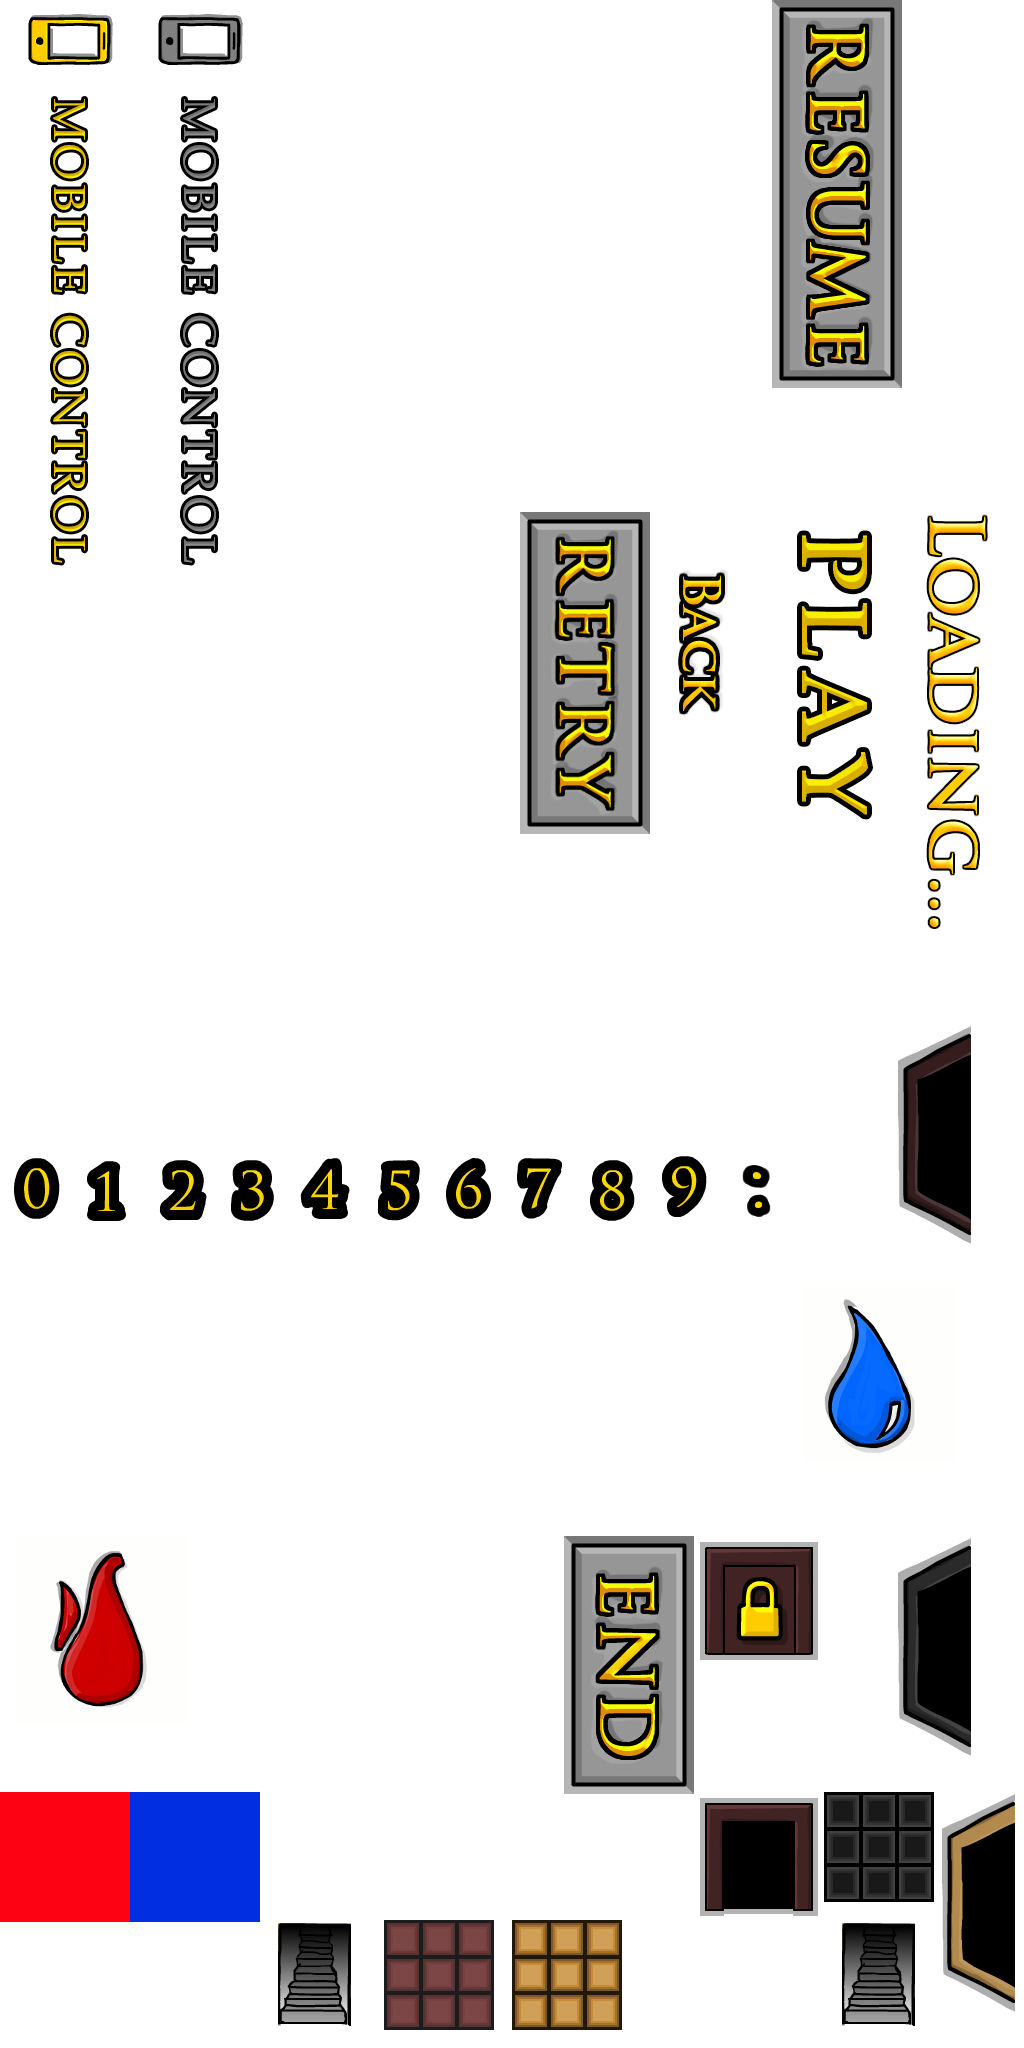 MOBILE CONTROL
MOBILE CONTROL
RESUME
RETRY
BACK
PLAY
LOADING...
0 1 2 3 4 5 6 7 8 9 :
END